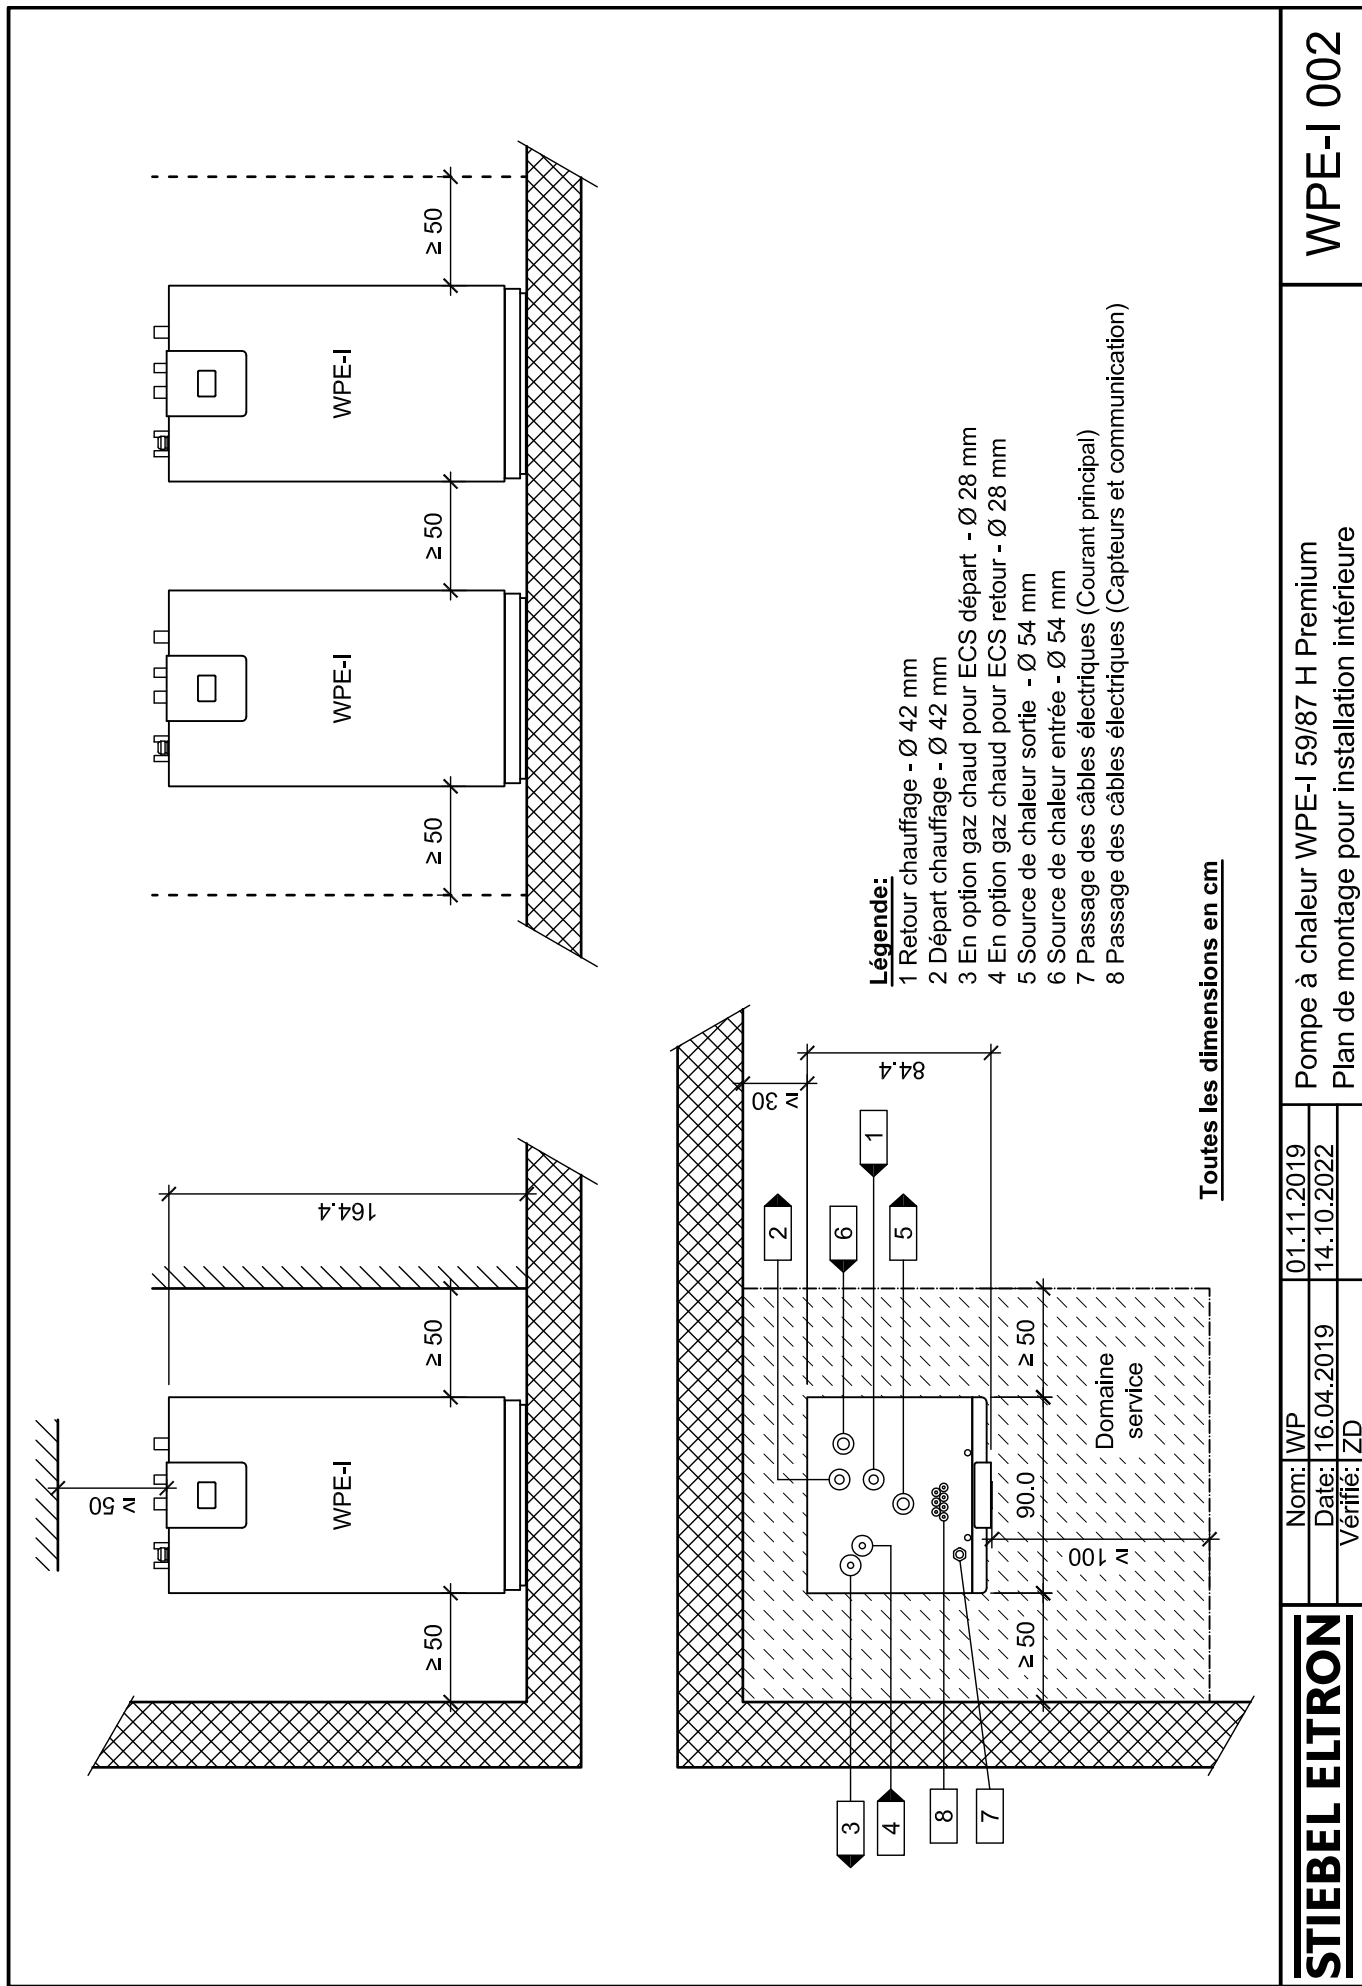 ≥ 50
164.4
WPE-I
≥ 50
≥ 50
WPE-I
WPE-I
≥ 50
≥ 50
≥ 50
≥ 30
84.4
2
6
1
5
3
4
8
7
≥ 50
90.0
≥ 50
≥ 100
Domaine
service
Légende:
1 Retour chauffage - Ø 42 mm
2 Départ chauffage - Ø 42 mm
3 En option gaz chaud pour ECS départ - Ø 28 mm
4 En option gaz chaud pour ECS retour - Ø 28 mm
5 Source de chaleur sortie - Ø 54 mm
6 Source de chaleur entrée - Ø 54 mm
7 Passage des câbles électriques (Courant principal)
8 Passage des câbles électriques (Capteurs et communication)
Toutes les dimensions en cm
STIEBEL ELTRON
Nom: WP 01.11.2019
Date: 16.04.2019 14.10.2022
Vérifié: ZD
Pompe à chaleur WPE-I 59/87 H Premium
Plan de montage pour installation intérieure
WPE-I 002